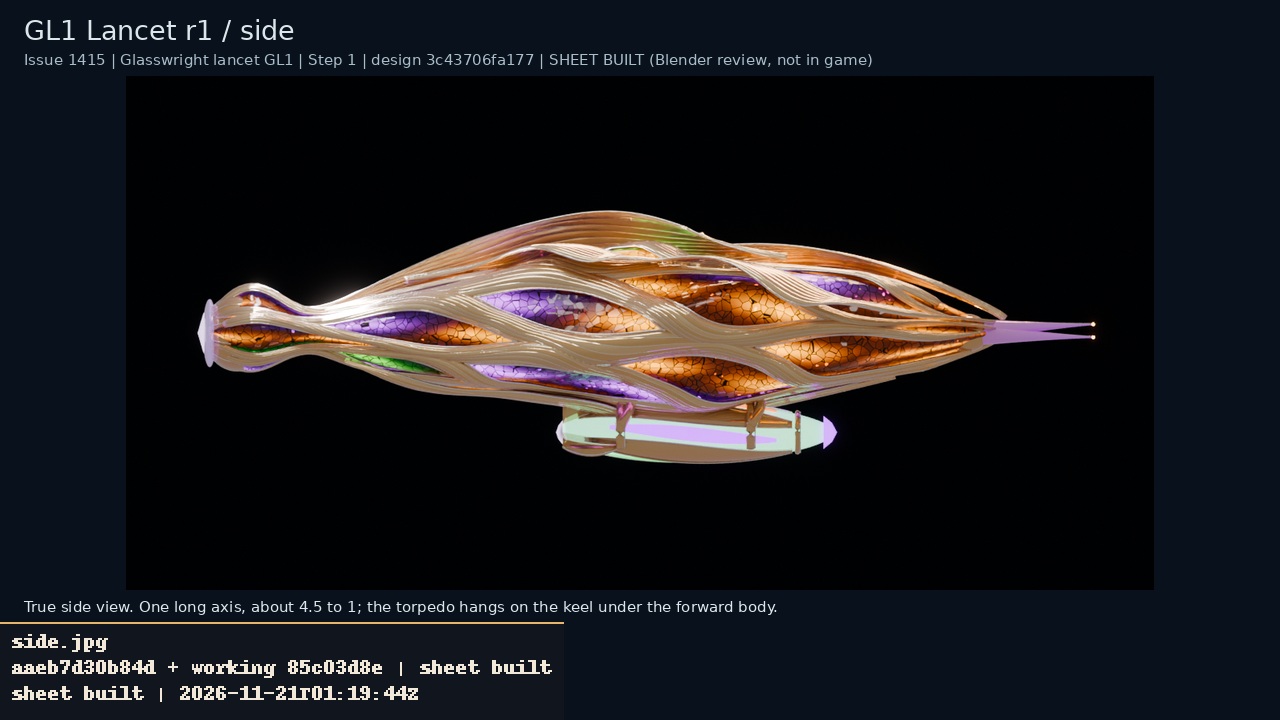 GL1 Lancet r1 / side
Issue 1415 | Glasswright lancet GL1 | Step 1 | design 3c43706fa177 | SHEET BUILT (Blender review, not in game)
True side view. One long axis, about 4.5 to 1; the torpedo hangs on the keel under the forward body.
side.jpg
aaeb7d30b84d + working 85c03d8e | sheet built
sheet built | 2026-11-21T01:19:44Z